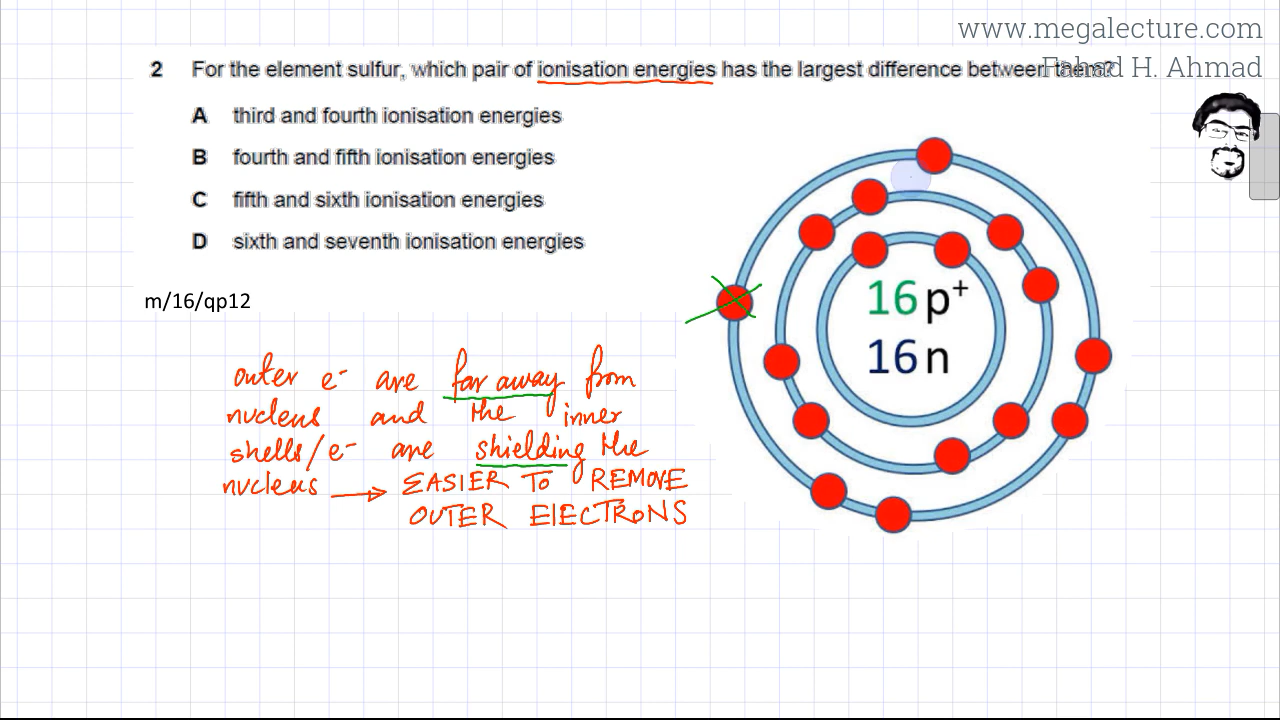 www.megalecture.com
Fahad H. Ahmad
2 For the element sulfur, which pair of ionisation energies has the largest difference between them?
A third and fourth ionisation energies
B fourth and fifth ionisation energies
C fifth and sixth ionisation energies
D sixth and seventh ionisation energies
m/16/qp12
16 p+
16 n
outer e- are far away from
nucleus and the inner
shells/e- are shielding the
nucleus → EASIER TO REMOVE
OUTER ElECTRONS